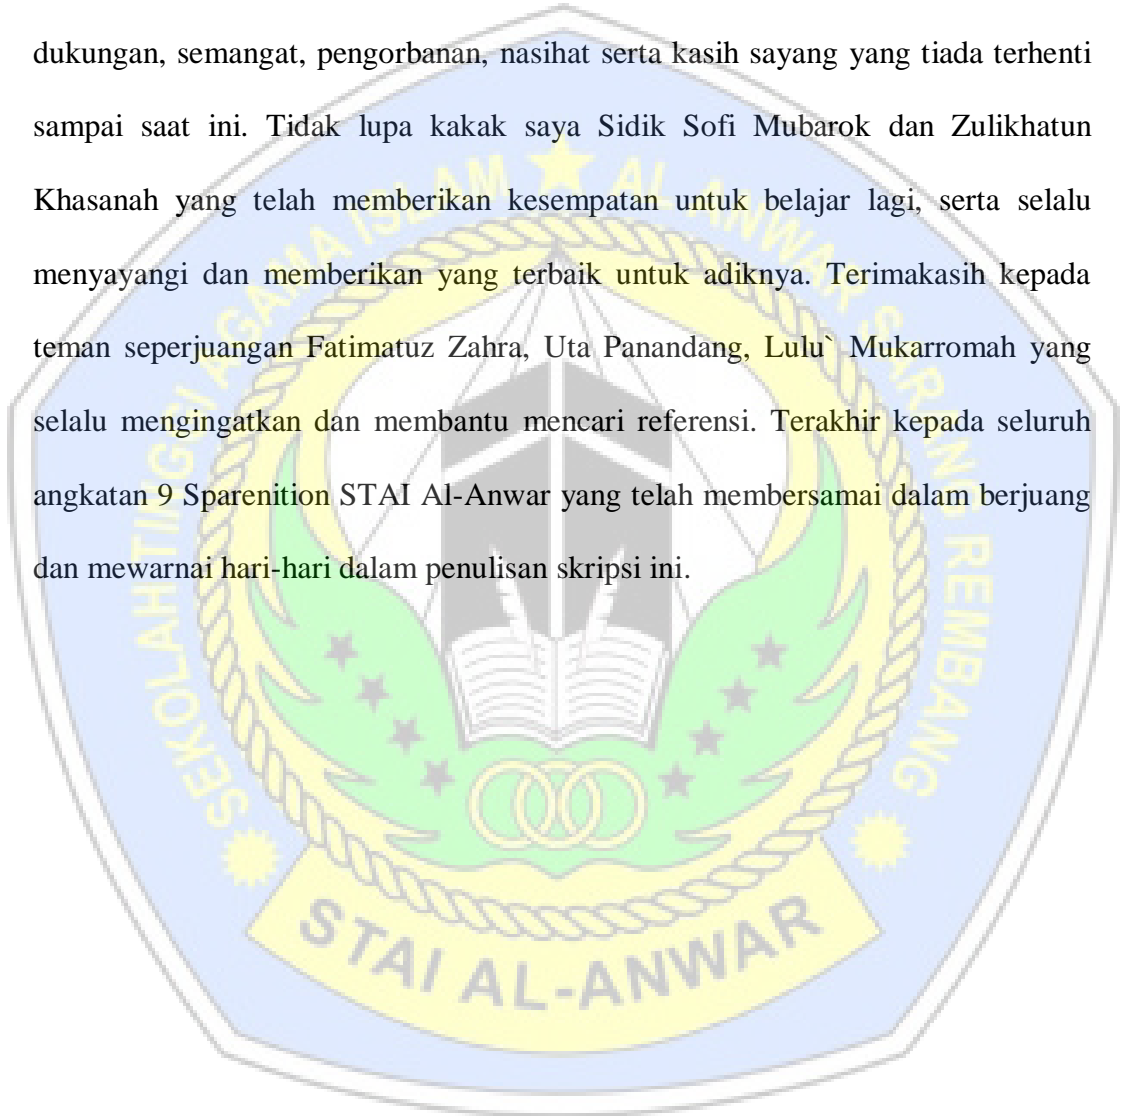 dukungan, semangat, pengorbanan, nasihat serta kasih sayang yang tiada terhenti
sampai saat ini. Tidak lupa kakak saya Sidik Sofi Mubarok dan Zulikhatun
Khasanah yang telah memberikan kesempatan untuk belajar lagi, serta selalu
menyayangi dan memberikan yang terbaik untuk adiknya. Terimakasih kepada
teman seperjuangan Fatimatuz Zahra, Uta Panandang, Lulu` Mukarromah yang
selalu mengingatkan dan membantu mencari referensi. Terakhir kepada seluruh
angkatan 9 Sparenition STAI Al-Anwar yang telah membersamai dalam berjuang
dan mewarnai hari-hari dalam penulisan skripsi ini.
SEKOLAH TINGGI AGAMA ISLAM AL ANWAR SARANG REMBANG
STAI AL-ANWAR